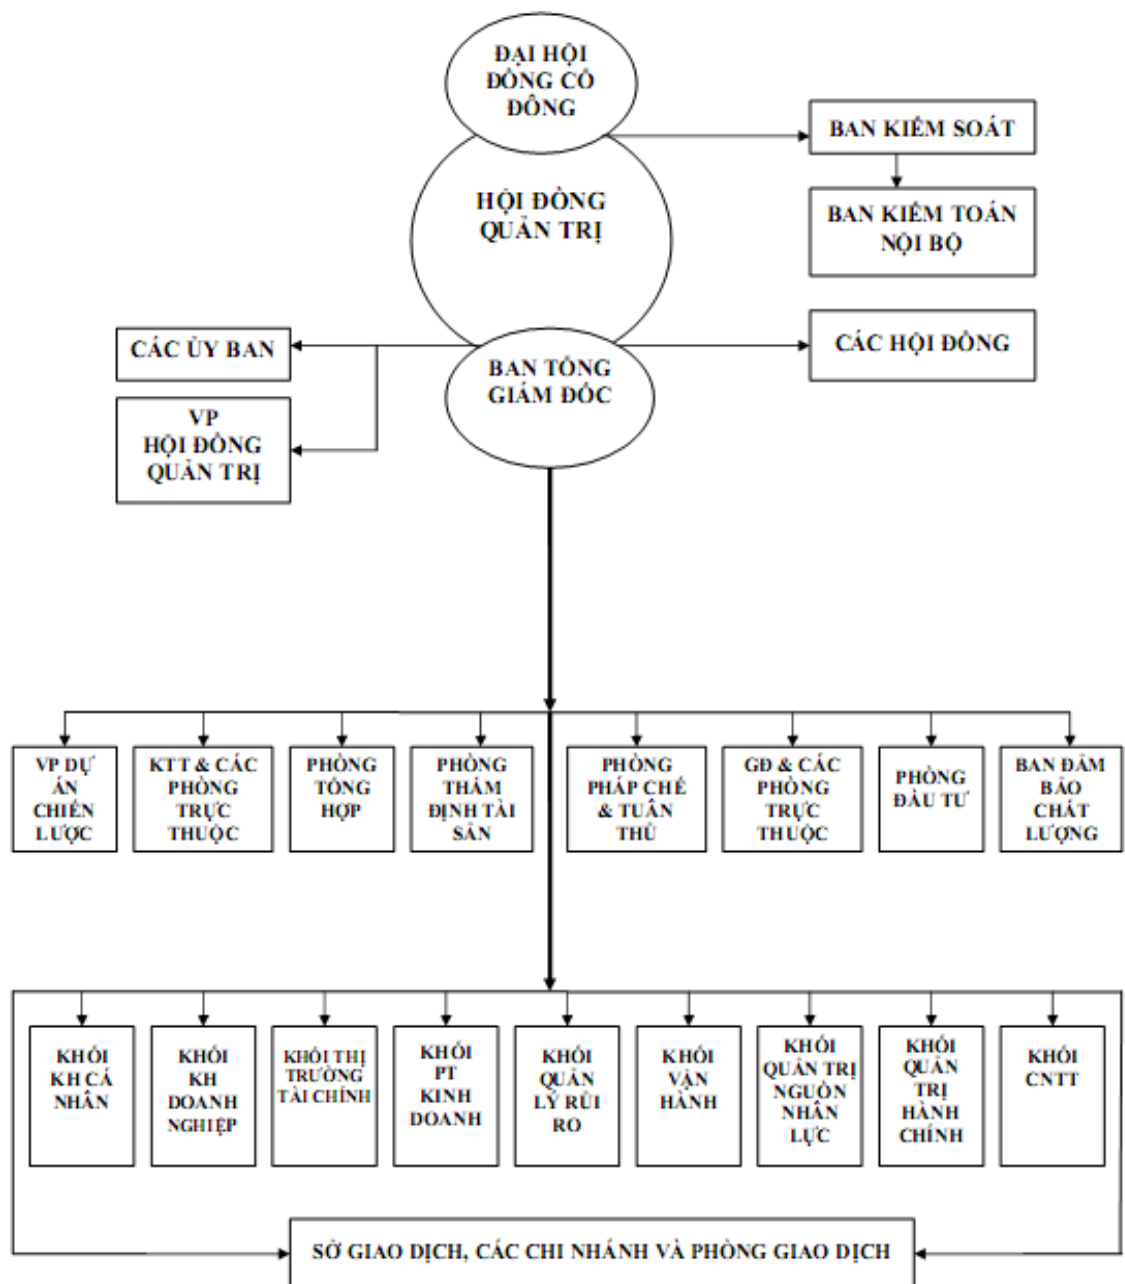 ĐẠI HỘI
ĐỒNG CỔ
ĐÔNG
BAN KIỂM SOÁT
HỘI ĐỒNG
QUẢN TRỊ
BAN KIỂM TOÁN
NỘI BỘ
CÁC ỦY BAN
CÁC HỘI ĐỒNG
BAN TỔNG
GIÁM ĐỐC
VP
HỘI ĐỒNG
QUẢN TRỊ
VP DỰ
ÁN
CHIẾN
LƯỢC
KTT & CÁC
PHÒNG
TRỰC
THUỘC
PHÒNG
TỔNG
HỢP
PHÒNG
THẨM
ĐỊNH TÀI
SẢN
PHÒNG
PHÁP CHẾ
& TUÂN
THỦ
GĐ & CÁC
PHÒNG
TRỰC
THUỘC
PHÒNG
ĐẦU TƯ
BAN ĐẢM
BẢO
CHẤT
LƯỢNG
KHỐI
KH CÁ
NHÂN
KHỐI
KH
DOANH
NGHIỆP
KHỐI THỊ
TRƯỜNG
TÀI CHÍNH
KHỐI
PT
KINH
DOANH
KHỐI
QUẢN
LÝ RỦI
RO
KHỐI
VẬN
HÀNH
KHỐI
QUẢN TRỊ
NGUỒN
NHÂN
LỰC
KHỐI
QUẢN
TRỊ
HÀNH
CHÍNH
KHỐI
CNTT
SỞ GIAO DỊCH, CÁC CHI NHÁNH VÀ PHÒNG GIAO DỊCH